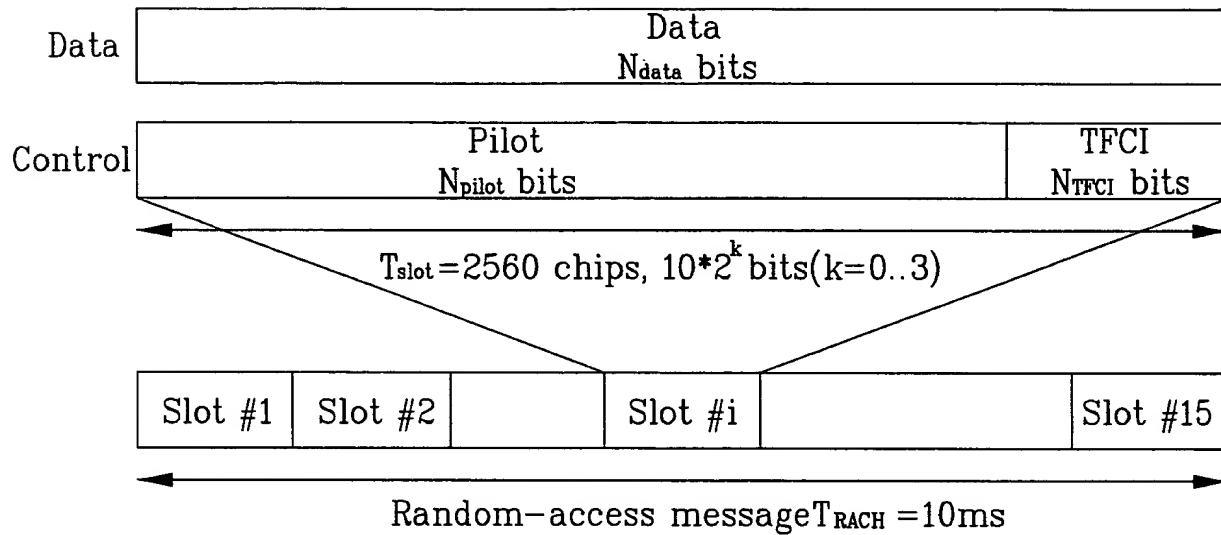 Data
Data
Ndata bits
Control
Pilot
Npilot bits
TFCI
NTFCI bits
Tslot=2560 chips, 10*2^k bits(k=0..3)
Slot #1
Slot #2
Slot #i
Slot #15
Random-access messageTRACH =10ms